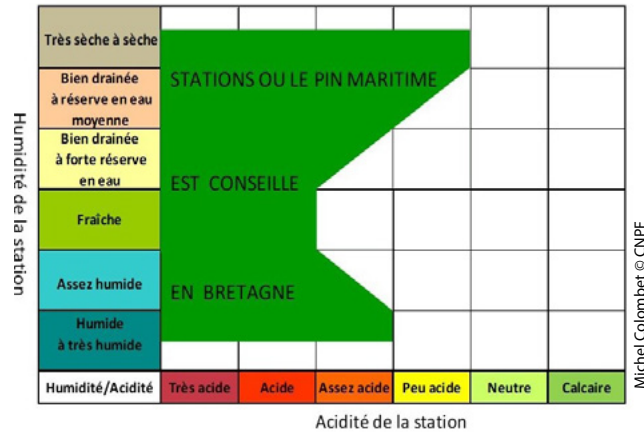 Très sèche à sèche
Bien drainée
à réserve en eau
moyenne
Bien drainée
à forte réserve
en eau
Fraîche
Assez humide
Humide
à très humide
Humidité de la station
STATIONS OU LE PIN MARITIME
EST CONSEILLE
EN BRETAGNE
Humidité/Acidité
Très acide
Acide
Assez acide
Peu acide
Neutre
Calcaire
Acidité de la station
Michel Colombet © CNPF